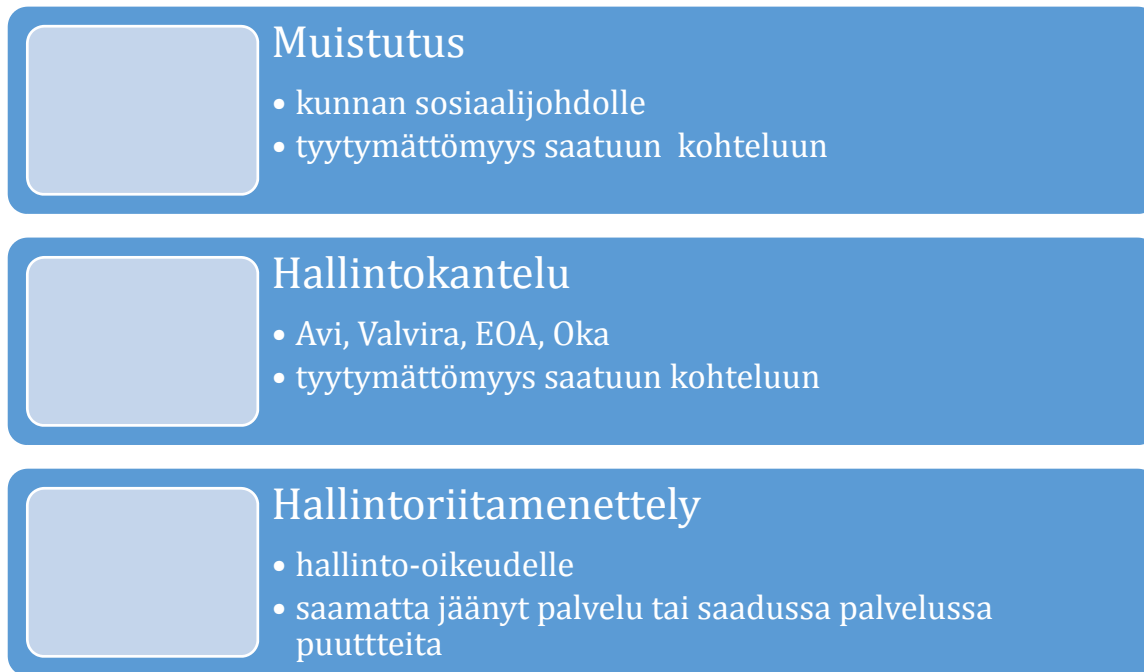 Muistutus
• kunnan sosiaalijohdolle
• tyytymättömyys saatuun kohteluun
Hallintokantelu
• Avi, Valvira, EOA, Oka
• tyytymättömyys saatuun kohteluun
Hallintoriitamenettely
• hallinto-oikeudelle
• saamatta jäänyt palvelu tai saadussa palvelussa
puuttteita